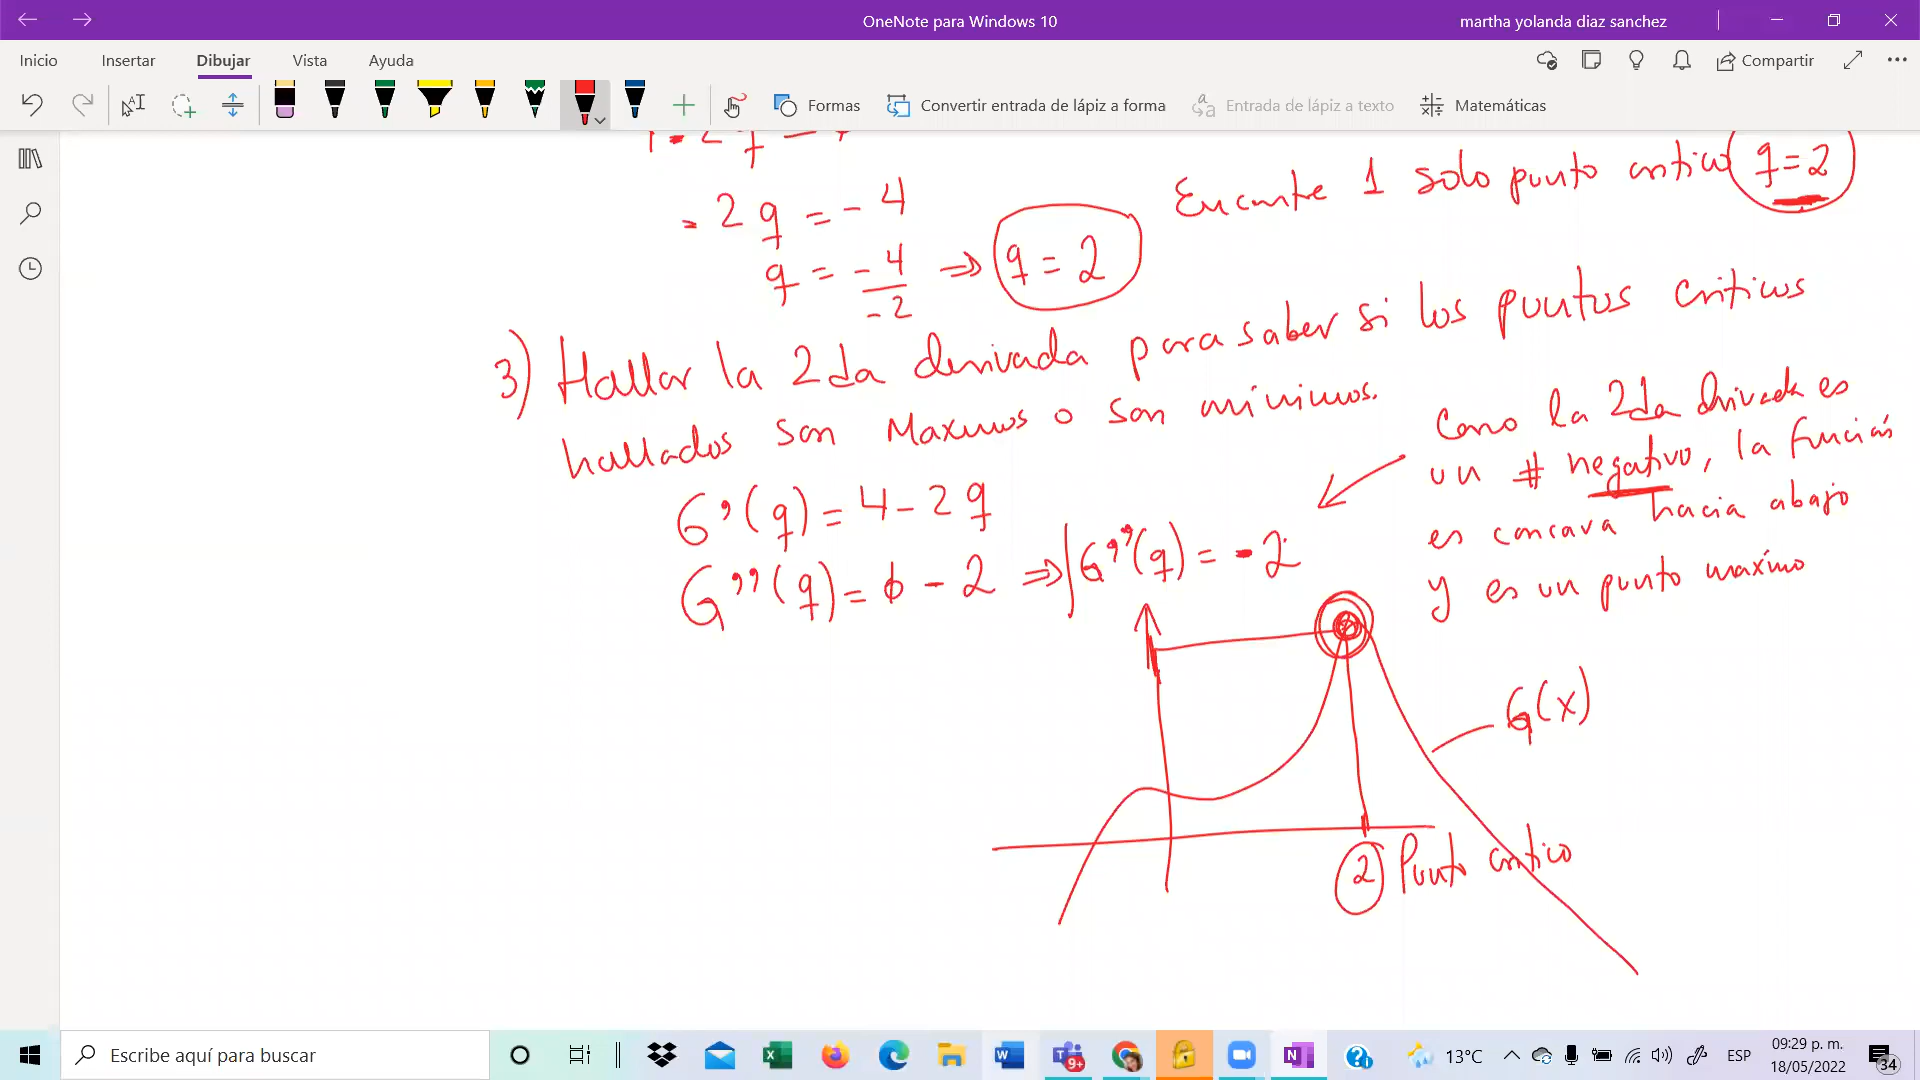 OneNote para Windows 10
martha yolanda diaz sanchez
Inicio Insertar Dibujar Vista Ayuda
Compartir
Formas Convertir entrada de lápiz a forma Entrada de lápiz a texto Matemáticas
Encontre 1 solo punto critico q=2
- 2q = -4
q = -4/-2 ⇒ q = 2
3) Hallar la 2da derivada para saber si los puntos criticos
hallados son Maximos o son minimos.
G'(q) = 4 - 2q
G''(q) = 0 - 2 ⇒ G''(q) = -2
Como la 2da derivada es
un # negativo, la función
es concava hacia abajo
y es un punto maximo
G(x)
2 Punto critico
Escribe aquí para buscar
9+
13°C
ESP
09:29 p. m.
18/05/2022
34